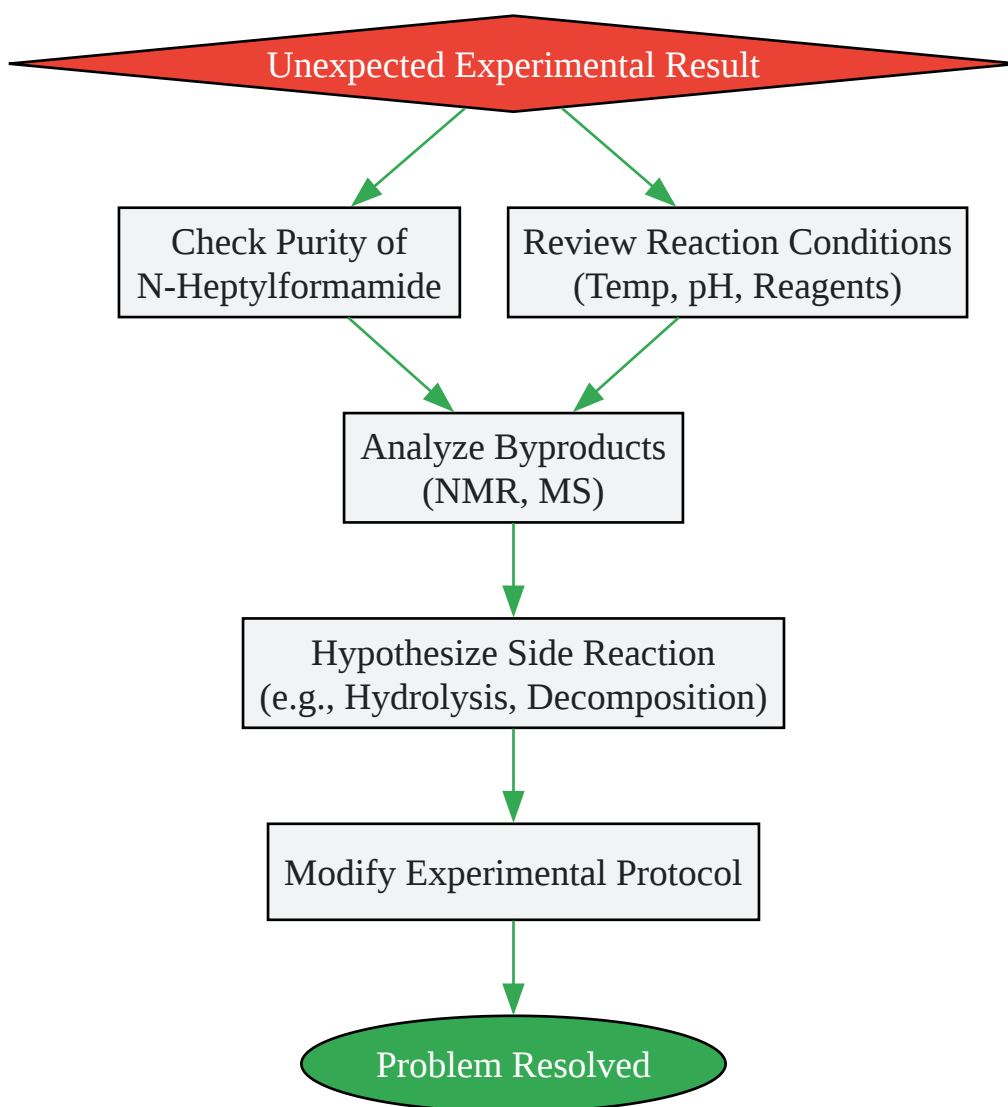 Unexpected Experimental Result
Check Purity of
N-Heptylformamide
Review Reaction Conditions
(Temp, pH, Reagents)
Analyze Byproducts
(NMR, MS)
Hypothesize Side Reaction
(e.g., Hydrolysis, Decomposition)
Modify Experimental Protocol
Problem Resolved